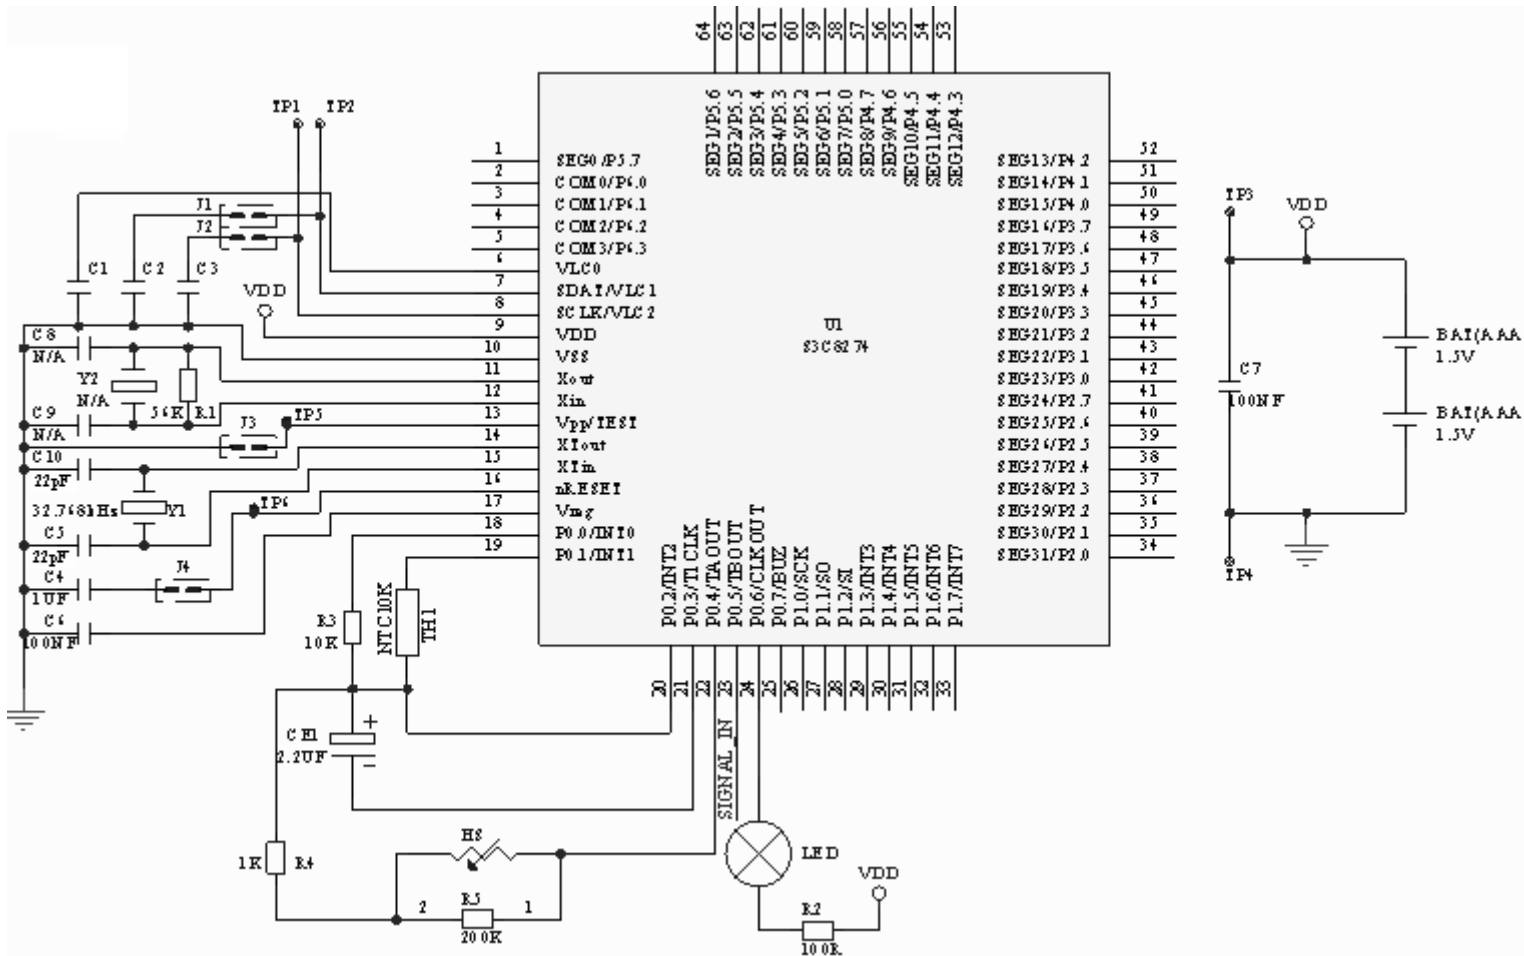 64 63 62 61 60 59 58 57 56 55 54 53
SEG1/P5.6
SEG2/P5.5
SEG3/P5.4
SEG4/P5.3
SEG5/P5.2
SEG6/P5.1
SEG7/P5.0
SEG8/P4.7
SEG9/P4.6
SEG10/P4.5
SEG11/P4.4
SEG12/P4.3
TP1 TP2
1 SEG0/P5.7
2 COM0/P6.0
3 COM1/P6.1
4 COM2/P6.2
5 COM3/P6.3
6 VLC0
7 SDAT/VLC1
8 SCLK/VLC2
9 VDD
10 VSS
11 Xout
12 Xin
13 Vpp/TEST
14 XTout
15 XTin
16 nRESET
17 Vreg
18 P0.0/INT0
19 P0.1/INT1
J1
J2
C1 C2 C3
VDD
C8
N/A
Y2
N/A
56K R1
C9
N/A
J3
TP5
C10
22pF
32.768kHs Y1
TP6
C5
22pF
C4
1UF
J4
C6
100NF
U1
S3C8274
SEG13/P4.2 52
SEG14/P4.1 51
SEG15/P4.0 50
SEG16/P3.7 49
SEG17/P3.6 48
SEG18/P3.5 47
SEG19/P3.4 46
SEG20/P3.3 45
SEG21/P3.2 44
SEG22/P3.1 43
SEG23/P3.0 42
SEG24/P2.7 41
SEG25/P2.6 40
SEG26/P2.5 39
SEG27/P2.4 38
SEG28/P2.3 37
SEG29/P2.2 36
SEG30/P2.1 35
SEG31/P2.0 34
TP3
VDD
C7
100NF
BAT(AAA
1.5V
BAT(AAA
1.5V
TP4
P0.2/INT2
P0.3/T1CLK
P0.4/TAOUT
P0.5/TBOUT
P0.6/CLKOUT
P0.7/BUZ
P1.0/SCK
P1.1/SO
P1.2/SI
P1.3/INT3
P1.4/INT4
P1.5/INT5
P1.6/INT6
P1.7/INT7
20 21 22 23 24 25 26 27 28 29 30 31 32 33
R3
10K
NTC10K
TH1
CE1
2.2UF
+
−
SIGNAL_IN
1K R4
HS
2 R5 1
200K
LED
VDD
R2
100R